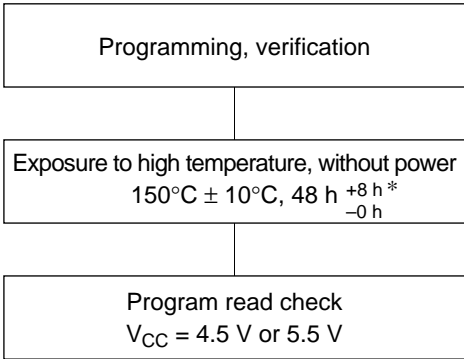 Programming, verification
Exposure to high temperature, without power
150°C ± 10°C, 48 h +8 h *
−0 h
Program read check
VCC = 4.5 V or 5.5 V